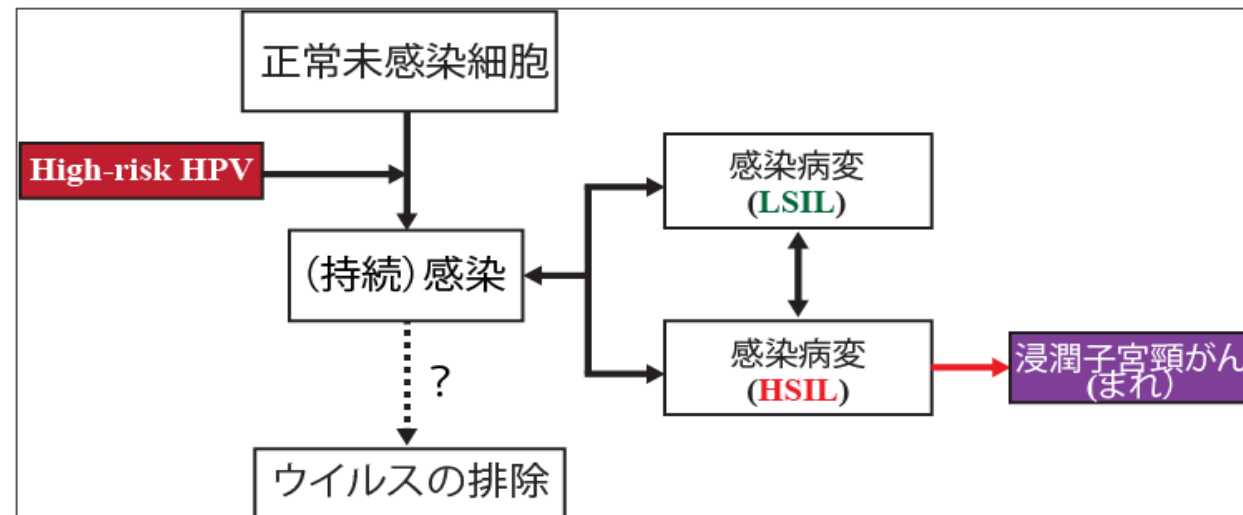 正常未感染細胞
High-risk HPV
(持続)感染
感染病変
(LSIL)
感染病変
(HSIL)
浸潤子宮頸がん
(まれ)
?
ウイルスの排除